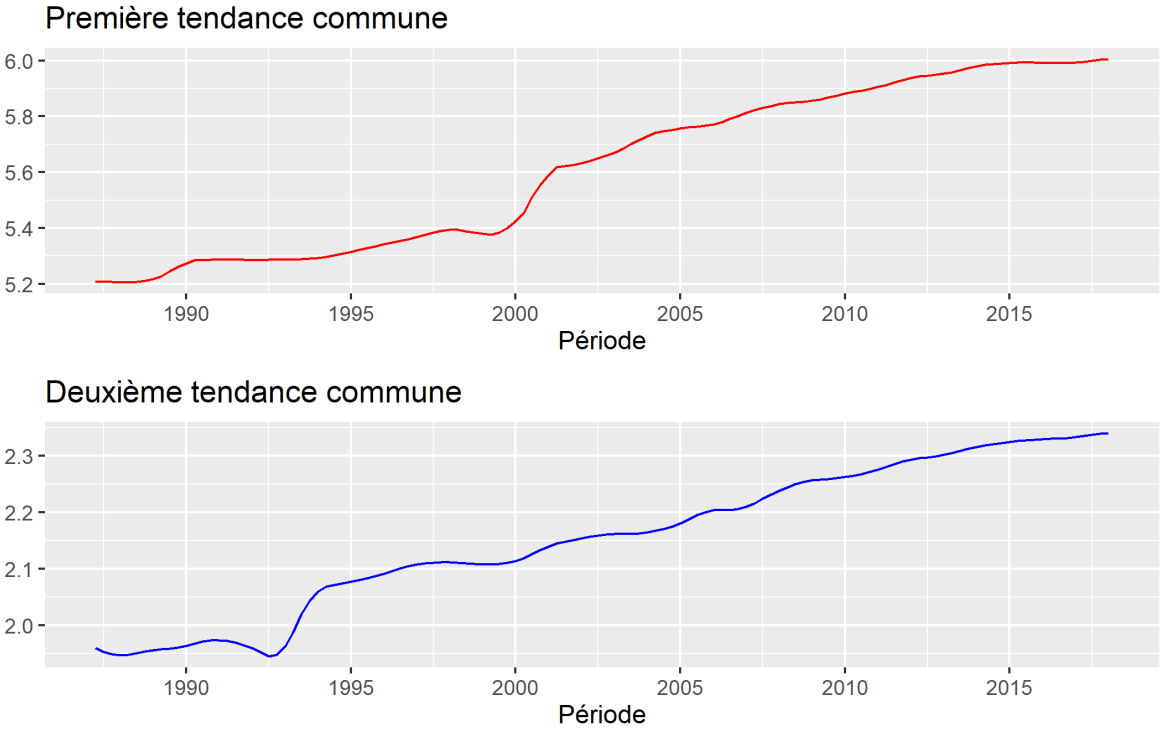 Première tendance commune
6.0
5.8
5.6
5.4
5.2
1990 1995 2000 2005 2010 2015
Période
Deuxième tendance commune
2.3
2.2
2.1
2.0
1990 1995 2000 2005 2010 2015
Période